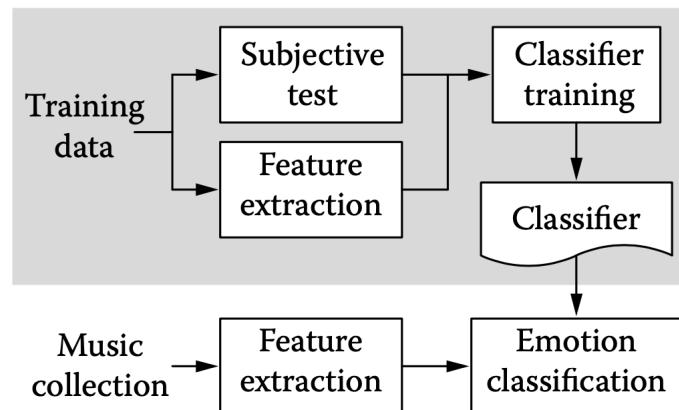 Training
data
Subjective
test
Feature
extraction
Classifier
training
Classifier
Music
collection
Feature
extraction
Emotion
classification